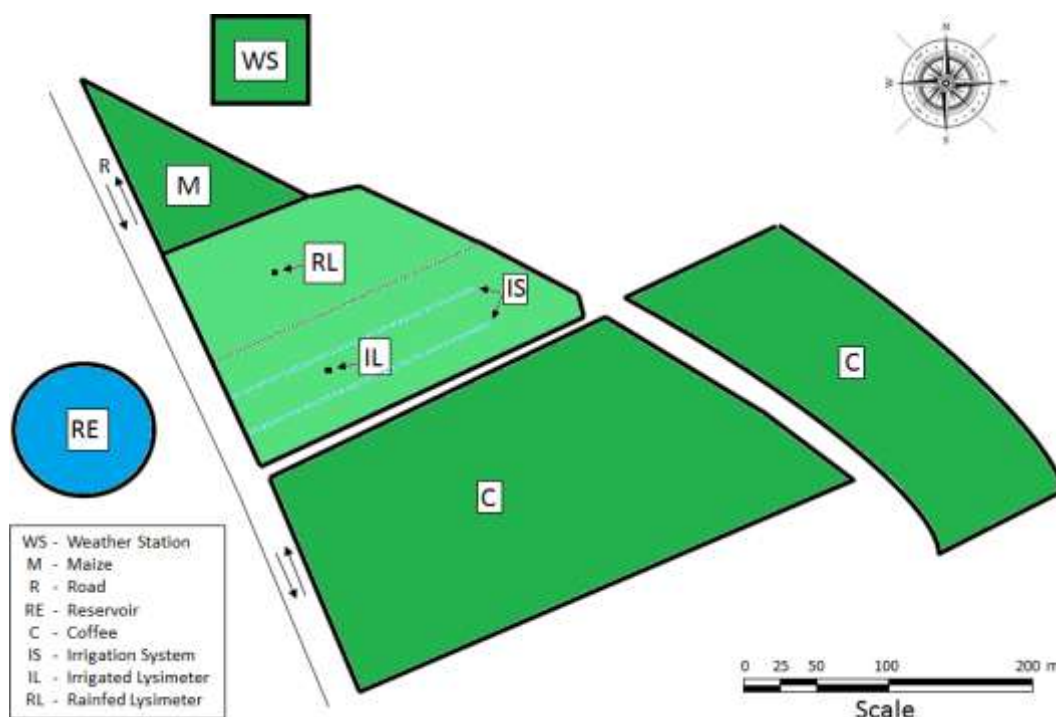 WS
N
W
E
S
R
M
RL
IS
IL
C
RE
C
WS - Weather Station
M - Maize
R - Road
RE - Reservoir
C - Coffee
IS - Irrigation System
IL - Irrigated Lysimeter
RL - Rainfed Lysimeter
0 25 50 100 200 m
Scale